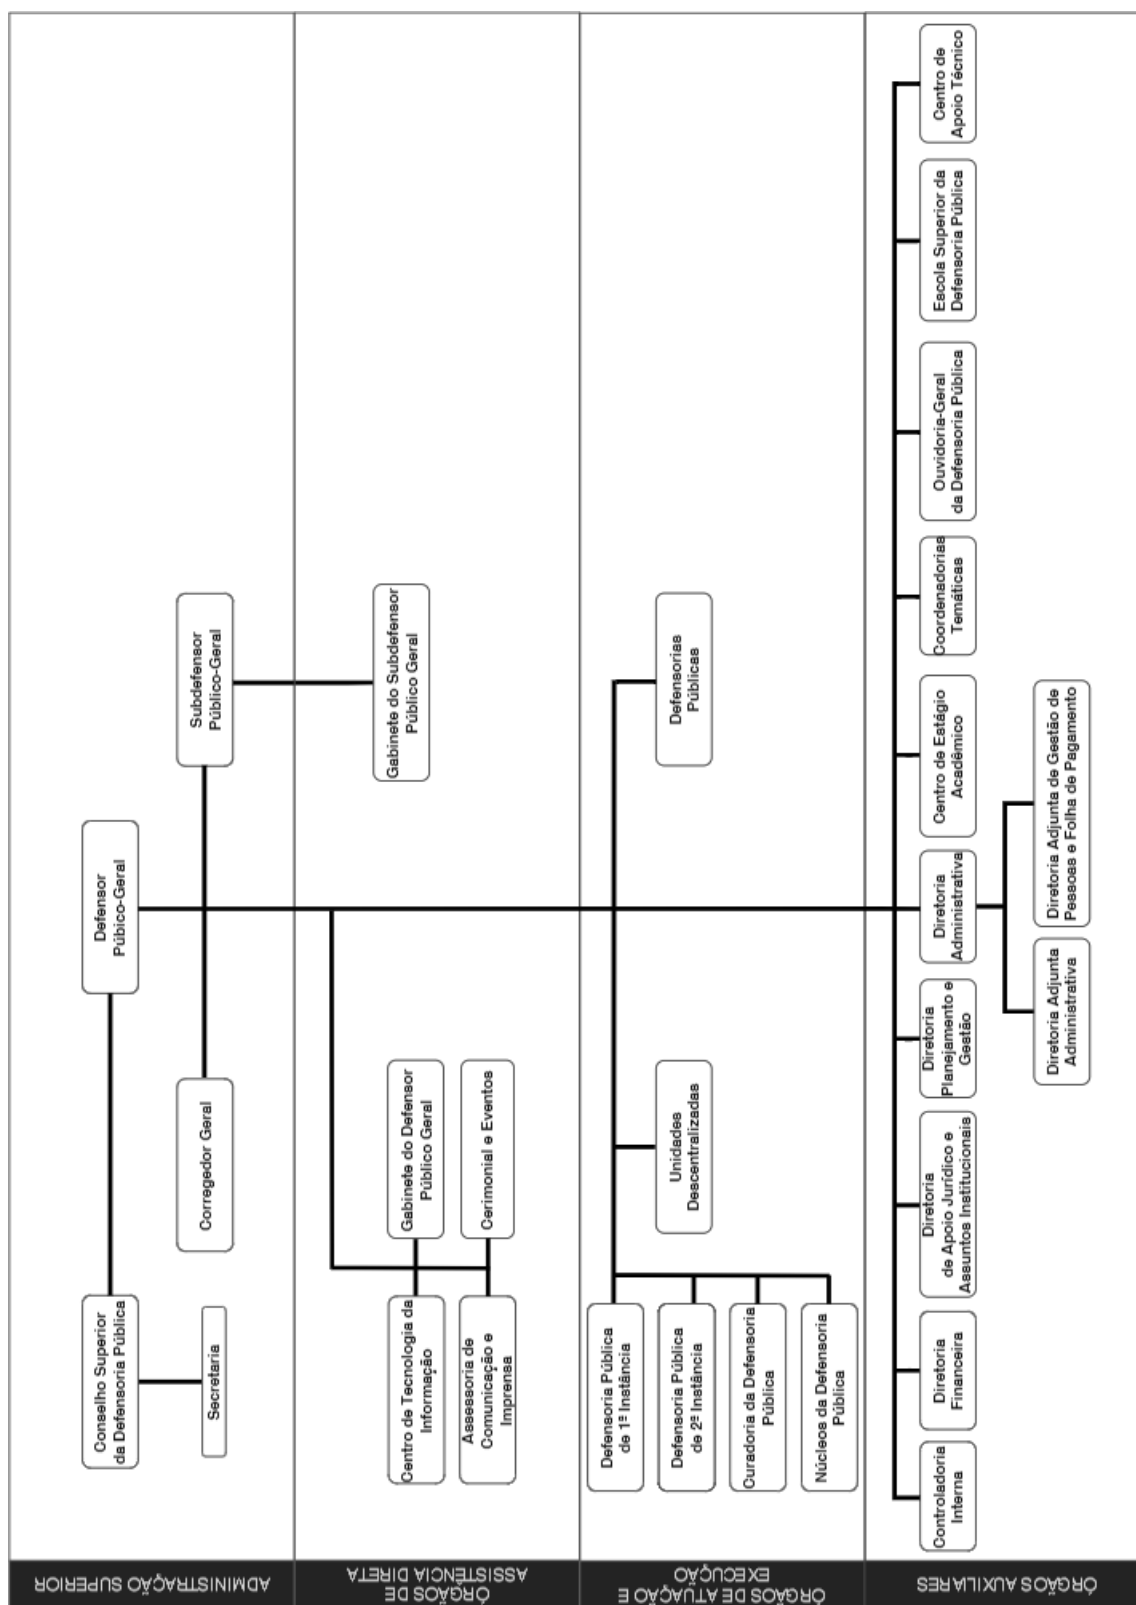 ADMINISTRAÇÃO SUPERIOR
Defensor
Púbico-Geral
Conselho Superior
da Defensoria Pública
Secretaria
Corregedor Geral
Subdefensor
Público-Geral
ÓRGÃOS DE
ASSISTÊNCIA DIRETA
Centro de Tecnologia da
Informação
Gabinete do Defensor
Público Geral
Assessoria de
Comunicação e
Imprensa
Cerimonial e Eventos
Gabinete do Subdefensor
Público Geral
ÓRGÃOS DE ATUAÇÃO E
EXECUÇÃO
Defensoria Pública
de 1ª Instância
Defensoria Pública
de 2ª Instância
Curadoria da Defensoria
Pública
Núcleos da Defensoria
Pública
Unidades
Descentralizadas
Defensorias
Públicas
ÓRGÃOS AUXILIARES
Controladoria
Interna
Diretoria
Financeira
Diretoria
de Apoio Jurídico e
Assuntos Institucionais
Diretoria
Planejamento e
Gestão
Diretoria
Administrativa
Centro de Estágio
Acadêmico
Coordenadorias
Temáticas
Ouvidoria-Geral
da Defensoria Pública
Escola Superior da
Defensoria Pública
Centro de
Apoio Técnico
Diretoria Adjunta
Administrativa
Diretoria Adjunta de Gestão de
Pessoas e Folha de Pagamento